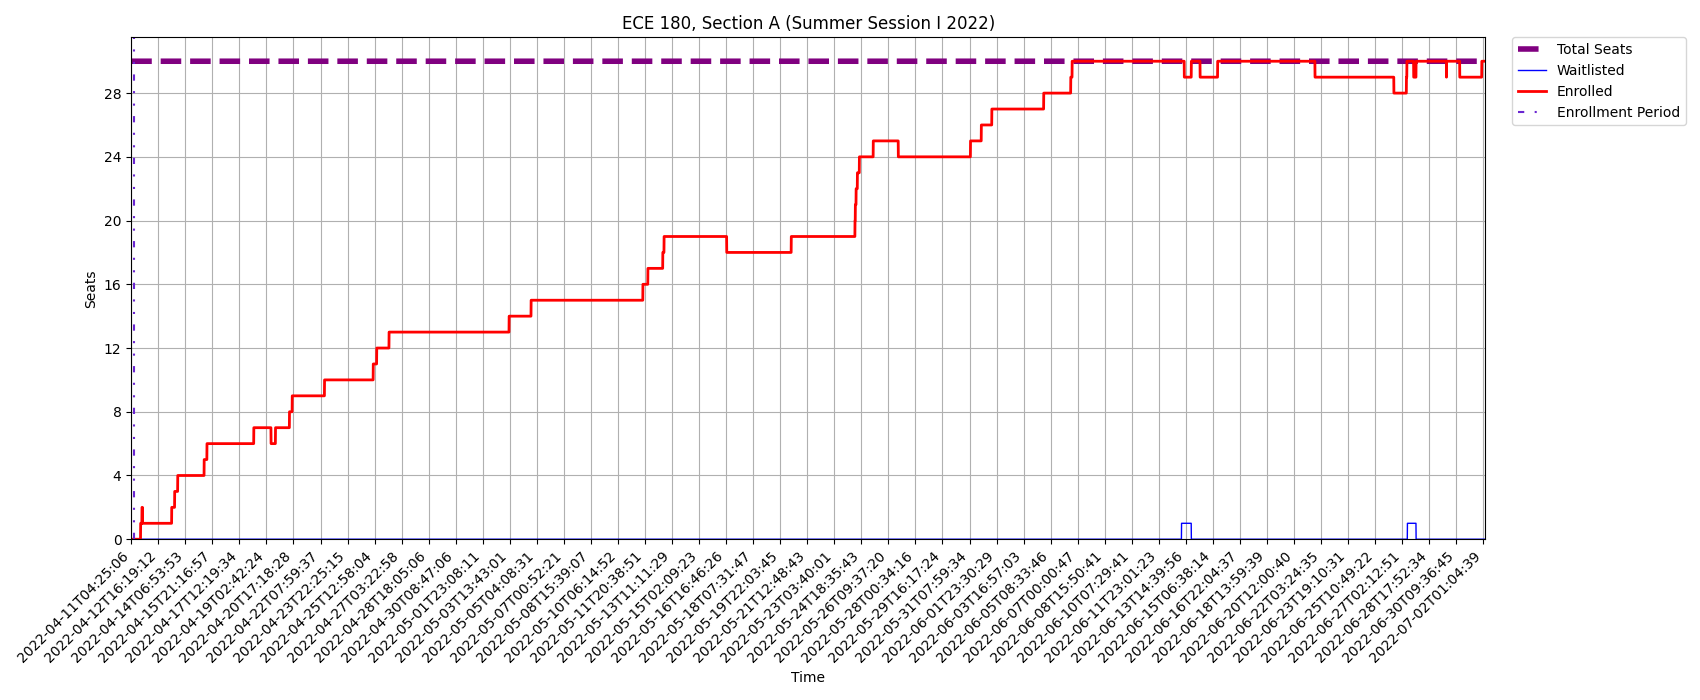 ECE 180, Section A (Summer Session I 2022)
Total Seats
Waitlisted
Enrolled
Enrollment Period
Seats
28
24
20
16
12
8
4
0
2022-04-11T04:25:06
2022-04-12T16:19:12
2022-04-14T06:53:53
2022-04-15T21:16:57
2022-04-17T12:19:34
2022-04-19T02:42:24
2022-04-20T17:18:28
2022-04-22T07:59:37
2022-04-23T22:25:15
2022-04-25T12:58:04
2022-04-27T03:22:58
2022-04-28T18:05:06
2022-04-30T08:47:06
2022-05-01T23:08:11
2022-05-03T13:43:01
2022-05-05T04:08:31
2022-05-07T00:52:21
2022-05-08T15:39:07
2022-05-10T06:14:52
2022-05-11T20:38:51
2022-05-13T11:11:29
2022-05-15T02:09:23
2022-05-16T16:46:26
2022-05-18T07:31:47
2022-05-19T22:03:45
2022-05-21T12:48:43
2022-05-23T03:40:01
2022-05-24T18:35:43
2022-05-26T09:37:20
2022-05-28T00:34:16
2022-05-29T16:17:24
2022-05-31T07:59:34
2022-06-01T23:30:29
2022-06-03T16:57:03
2022-06-05T08:33:46
2022-06-07T00:00:47
2022-06-08T15:50:41
2022-06-10T07:29:41
2022-06-11T23:01:23
2022-06-13T14:39:56
2022-06-15T06:38:14
2022-06-16T22:04:37
2022-06-18T13:59:39
2022-06-20T12:00:40
2022-06-22T03:24:35
2022-06-23T19:10:31
2022-06-25T10:49:22
2022-06-27T02:12:51
2022-06-28T17:52:34
2022-06-30T09:36:45
2022-07-02T01:04:39
Time